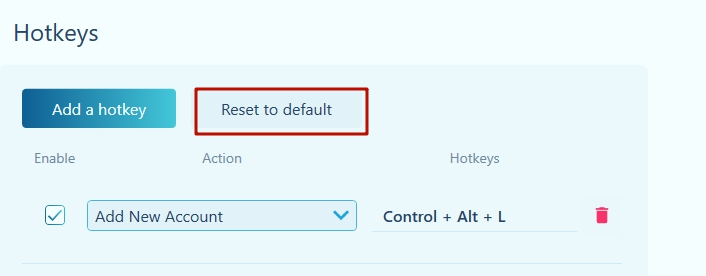 Hotkeys
Add a hotkey Reset to default
Enable Action Hotkeys
Add New Account Control + Alt + L